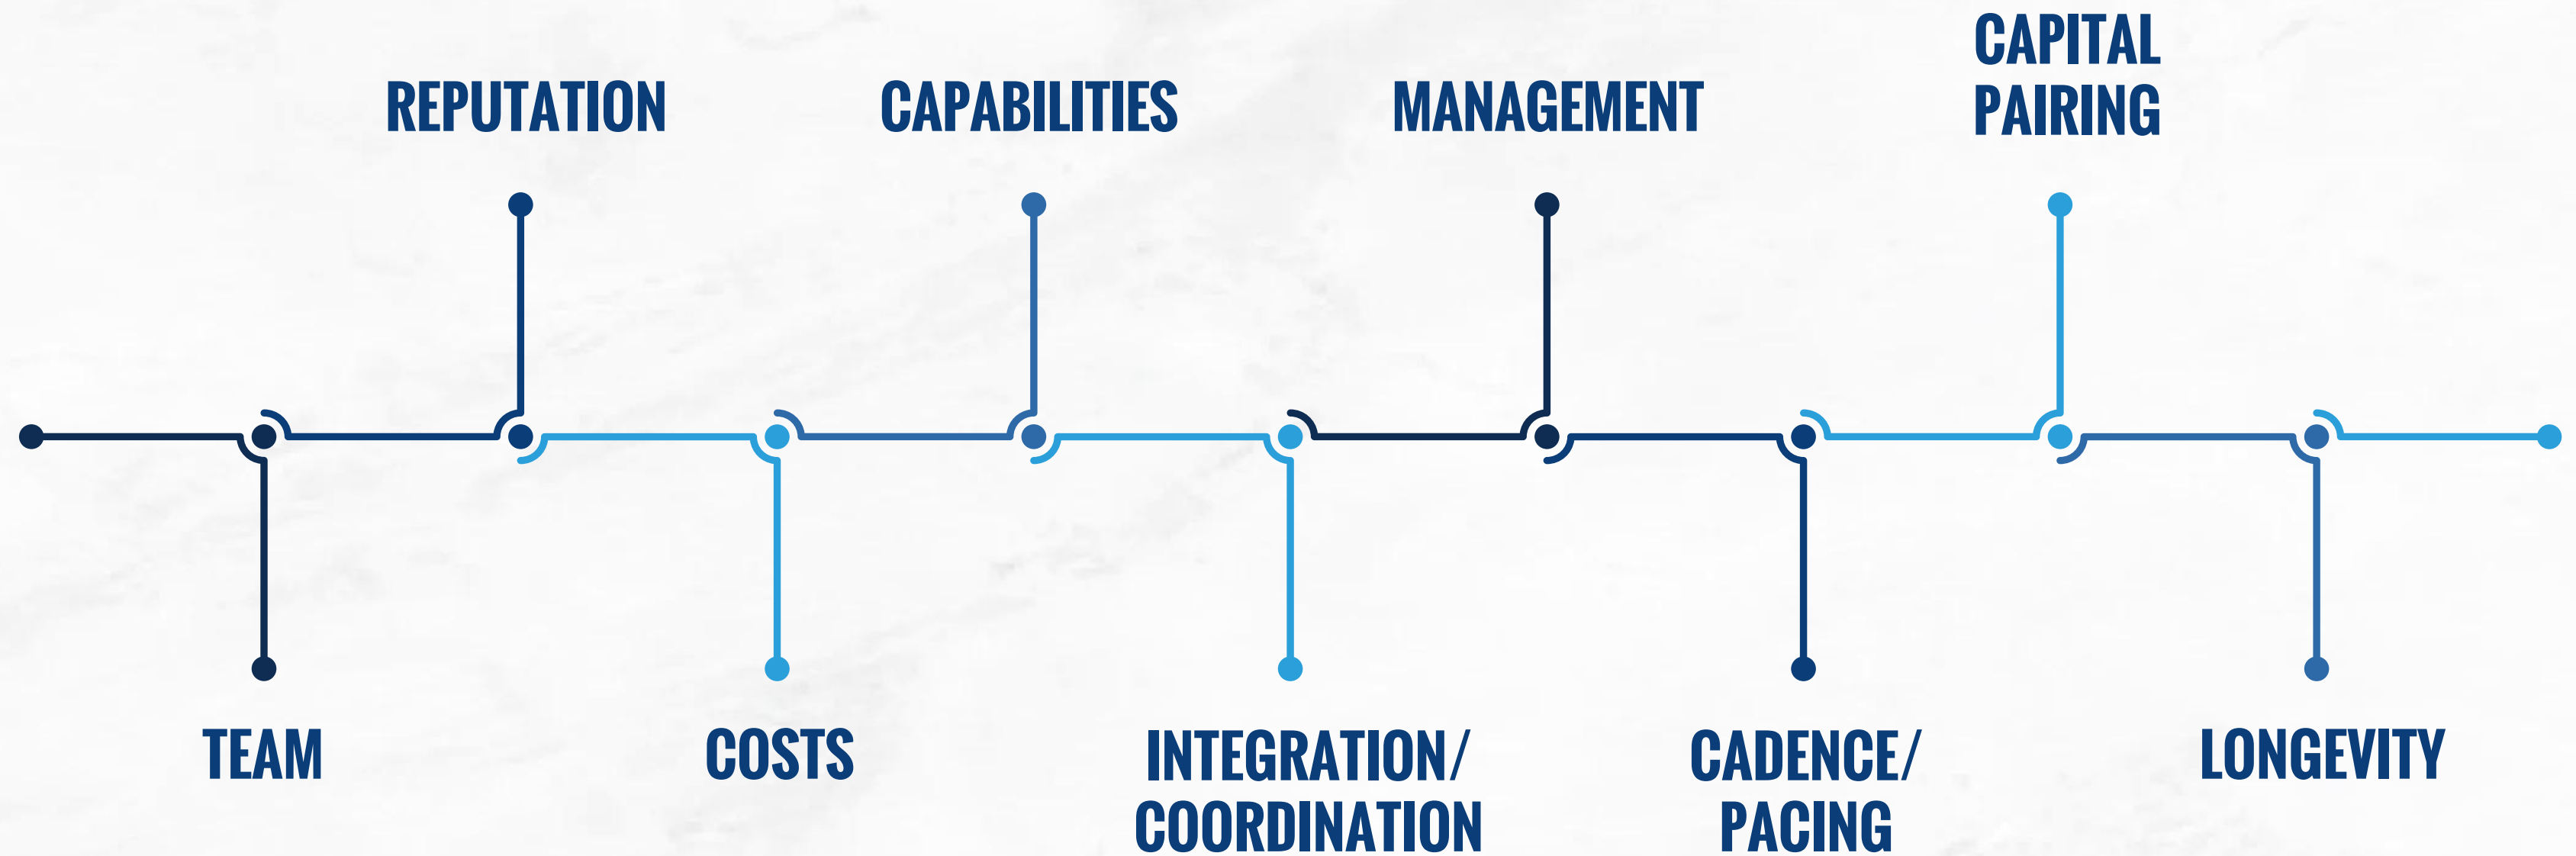 CAPITAL
PAIRING
REPUTATION
CAPABILITIES
MANAGEMENT
TEAM
COSTS
INTEGRATION/
COORDINATION
CADENCE/
PACING
LONGEVITY